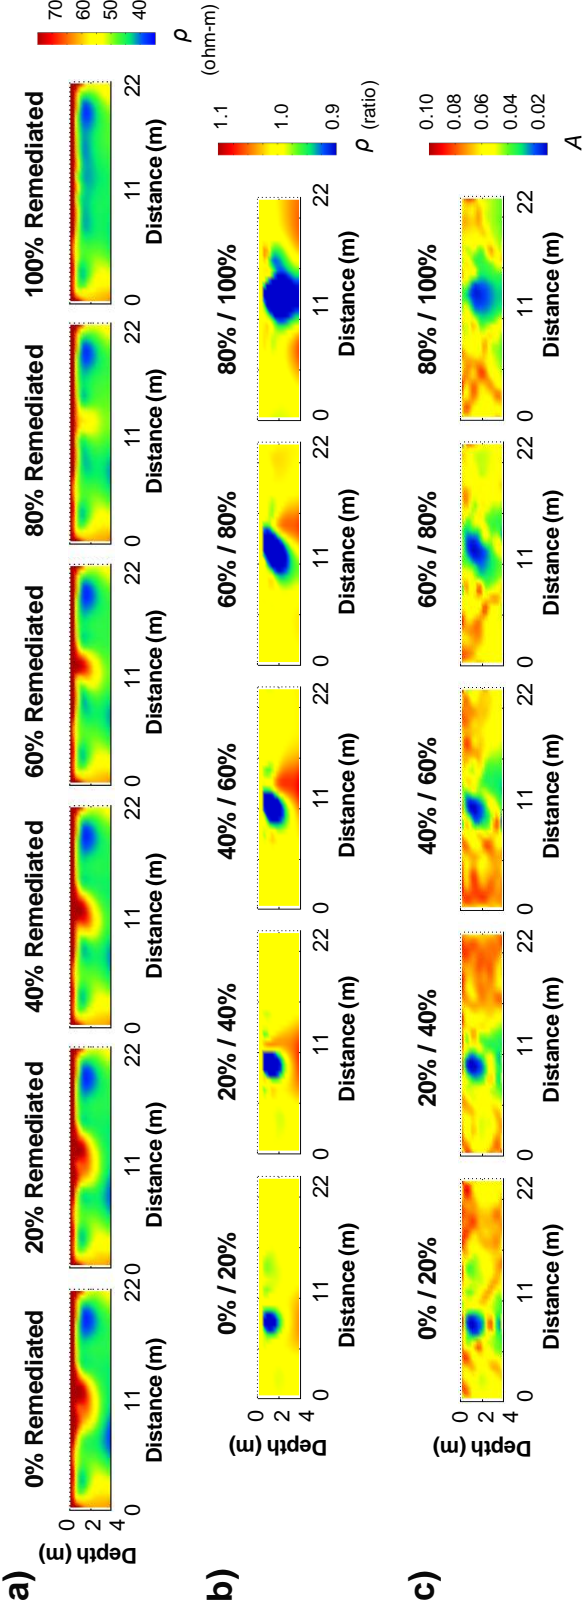 a)
0% Remediated
20% Remediated
40% Remediated
60% Remediated
80% Remediated
100% Remediated
Depth (m)
0
2
4
0 11 22
0 11 22
0 11 22
0 11 22
0 11 22
0 11 22
Distance (m)
Distance (m)
Distance (m)
Distance (m)
Distance (m)
Distance (m)
70
60
50
40
ρ
(ohm-m)
b)
0% / 20%
20% / 40%
40% / 60%
60% / 80%
80% / 100%
Depth (m)
0
2
4
0 11 22
0 11 22
0 11 22
0 11 22
0 11 22
Distance (m)
Distance (m)
Distance (m)
Distance (m)
Distance (m)
1.1
1.0
0.9
ρ (ratio)
c)
0% / 20%
20% / 40%
40% / 60%
60% / 80%
80% / 100%
Depth (m)
0
2
4
0 11 22
0 11 22
0 11 22
0 11 22
0 11 22
Distance (m)
Distance (m)
Distance (m)
Distance (m)
Distance (m)
0.10
0.08
0.06
0.04
0.02
A